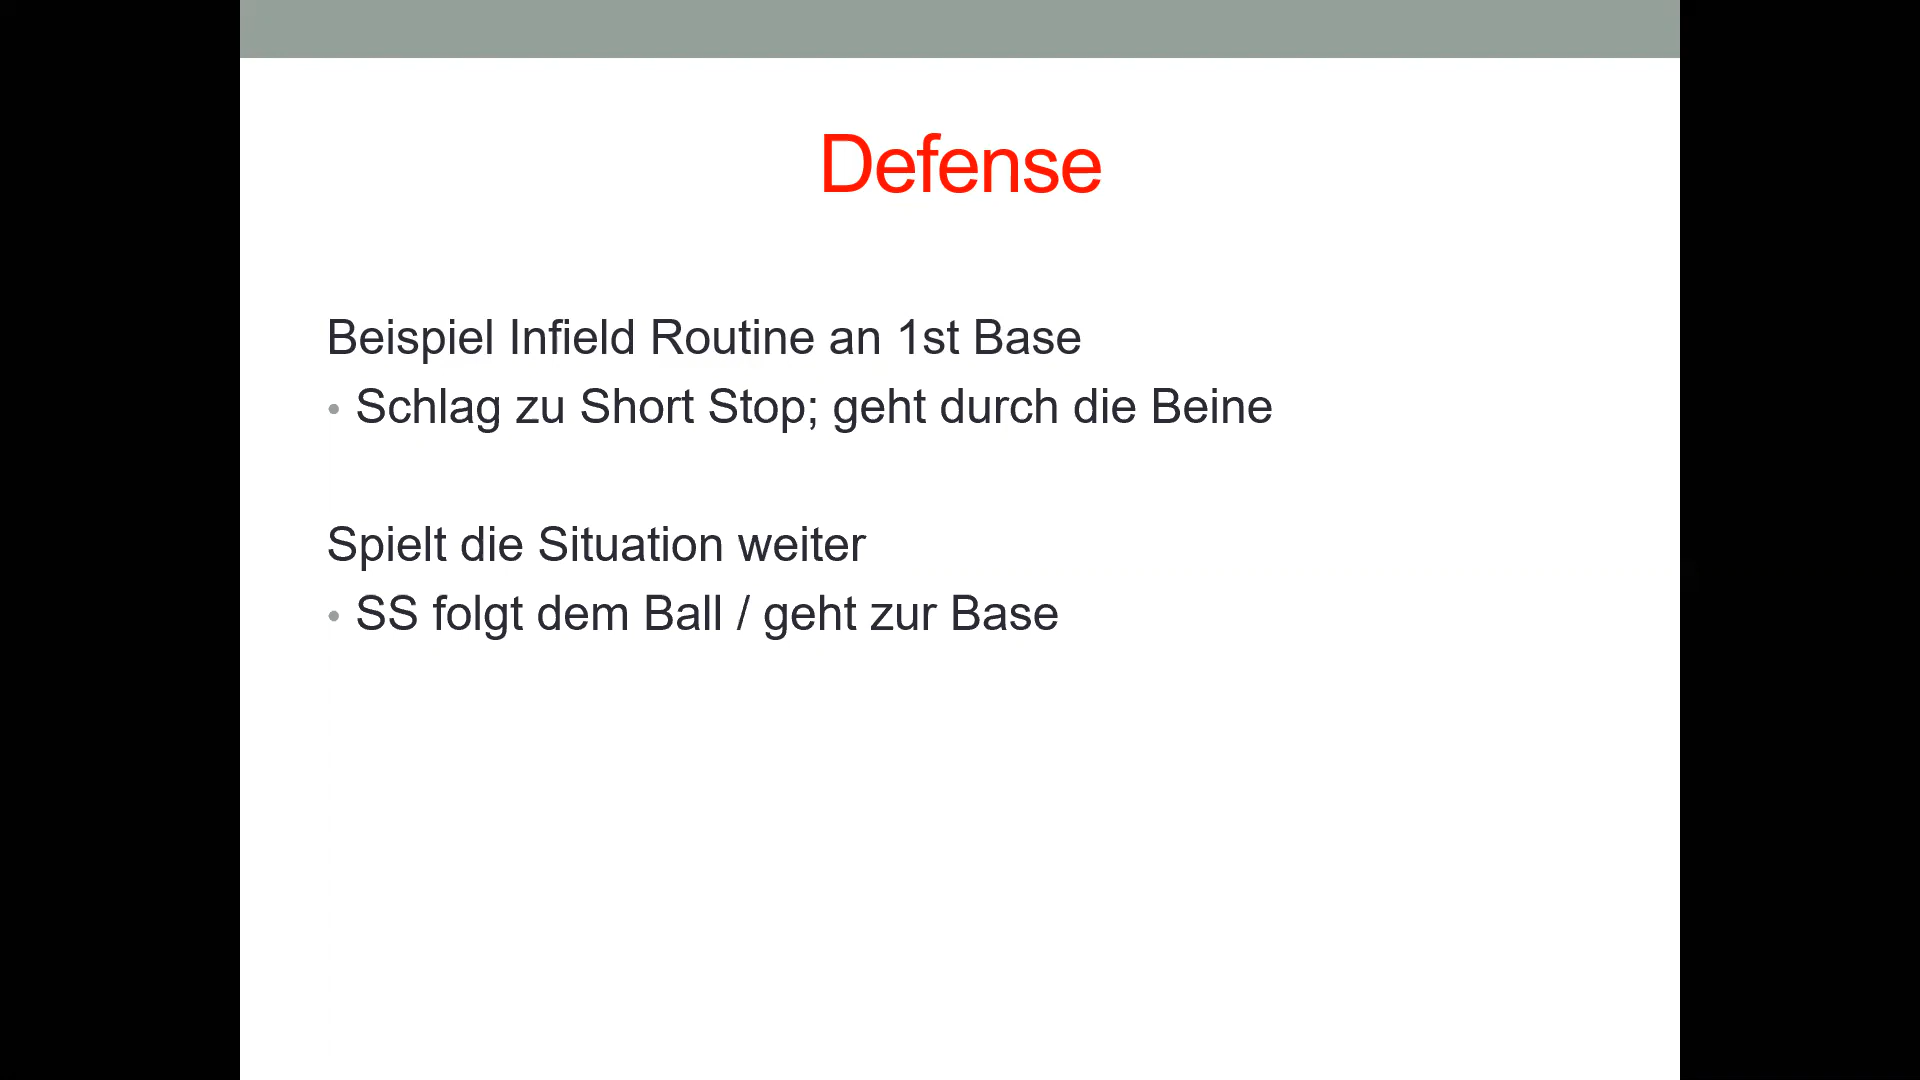 Defense
Beispiel Infield Routine an 1st Base
• Schlag zu Short Stop; geht durch die Beine
Spielt die Situation weiter
• SS folgt dem Ball / geht zur Base